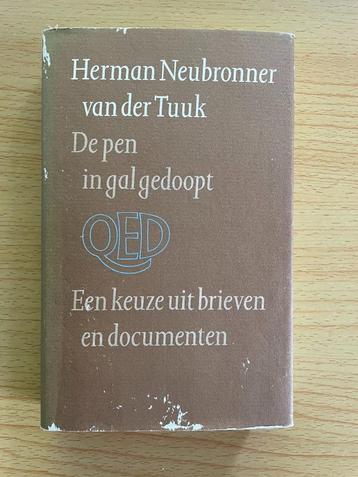 Herman Neubronner
van der Tuuk
De pen
in gal gedoopt
QED
Een keuze uit brieven
en documenten